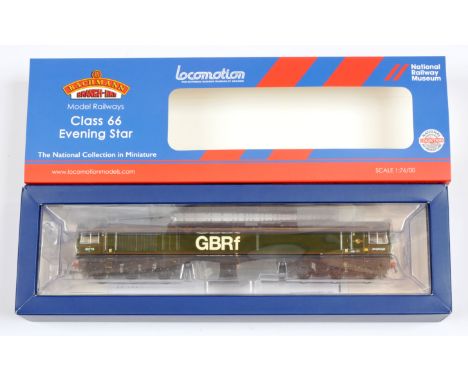 BACHMANN
BRANCH-LINE
Model Railways
Class 66
Evening Star
The National Collection in Miniature
www.locomotionmodels.com
Locomotion
National
Railway
Museum
SCALE 1:76/OO
GBRf